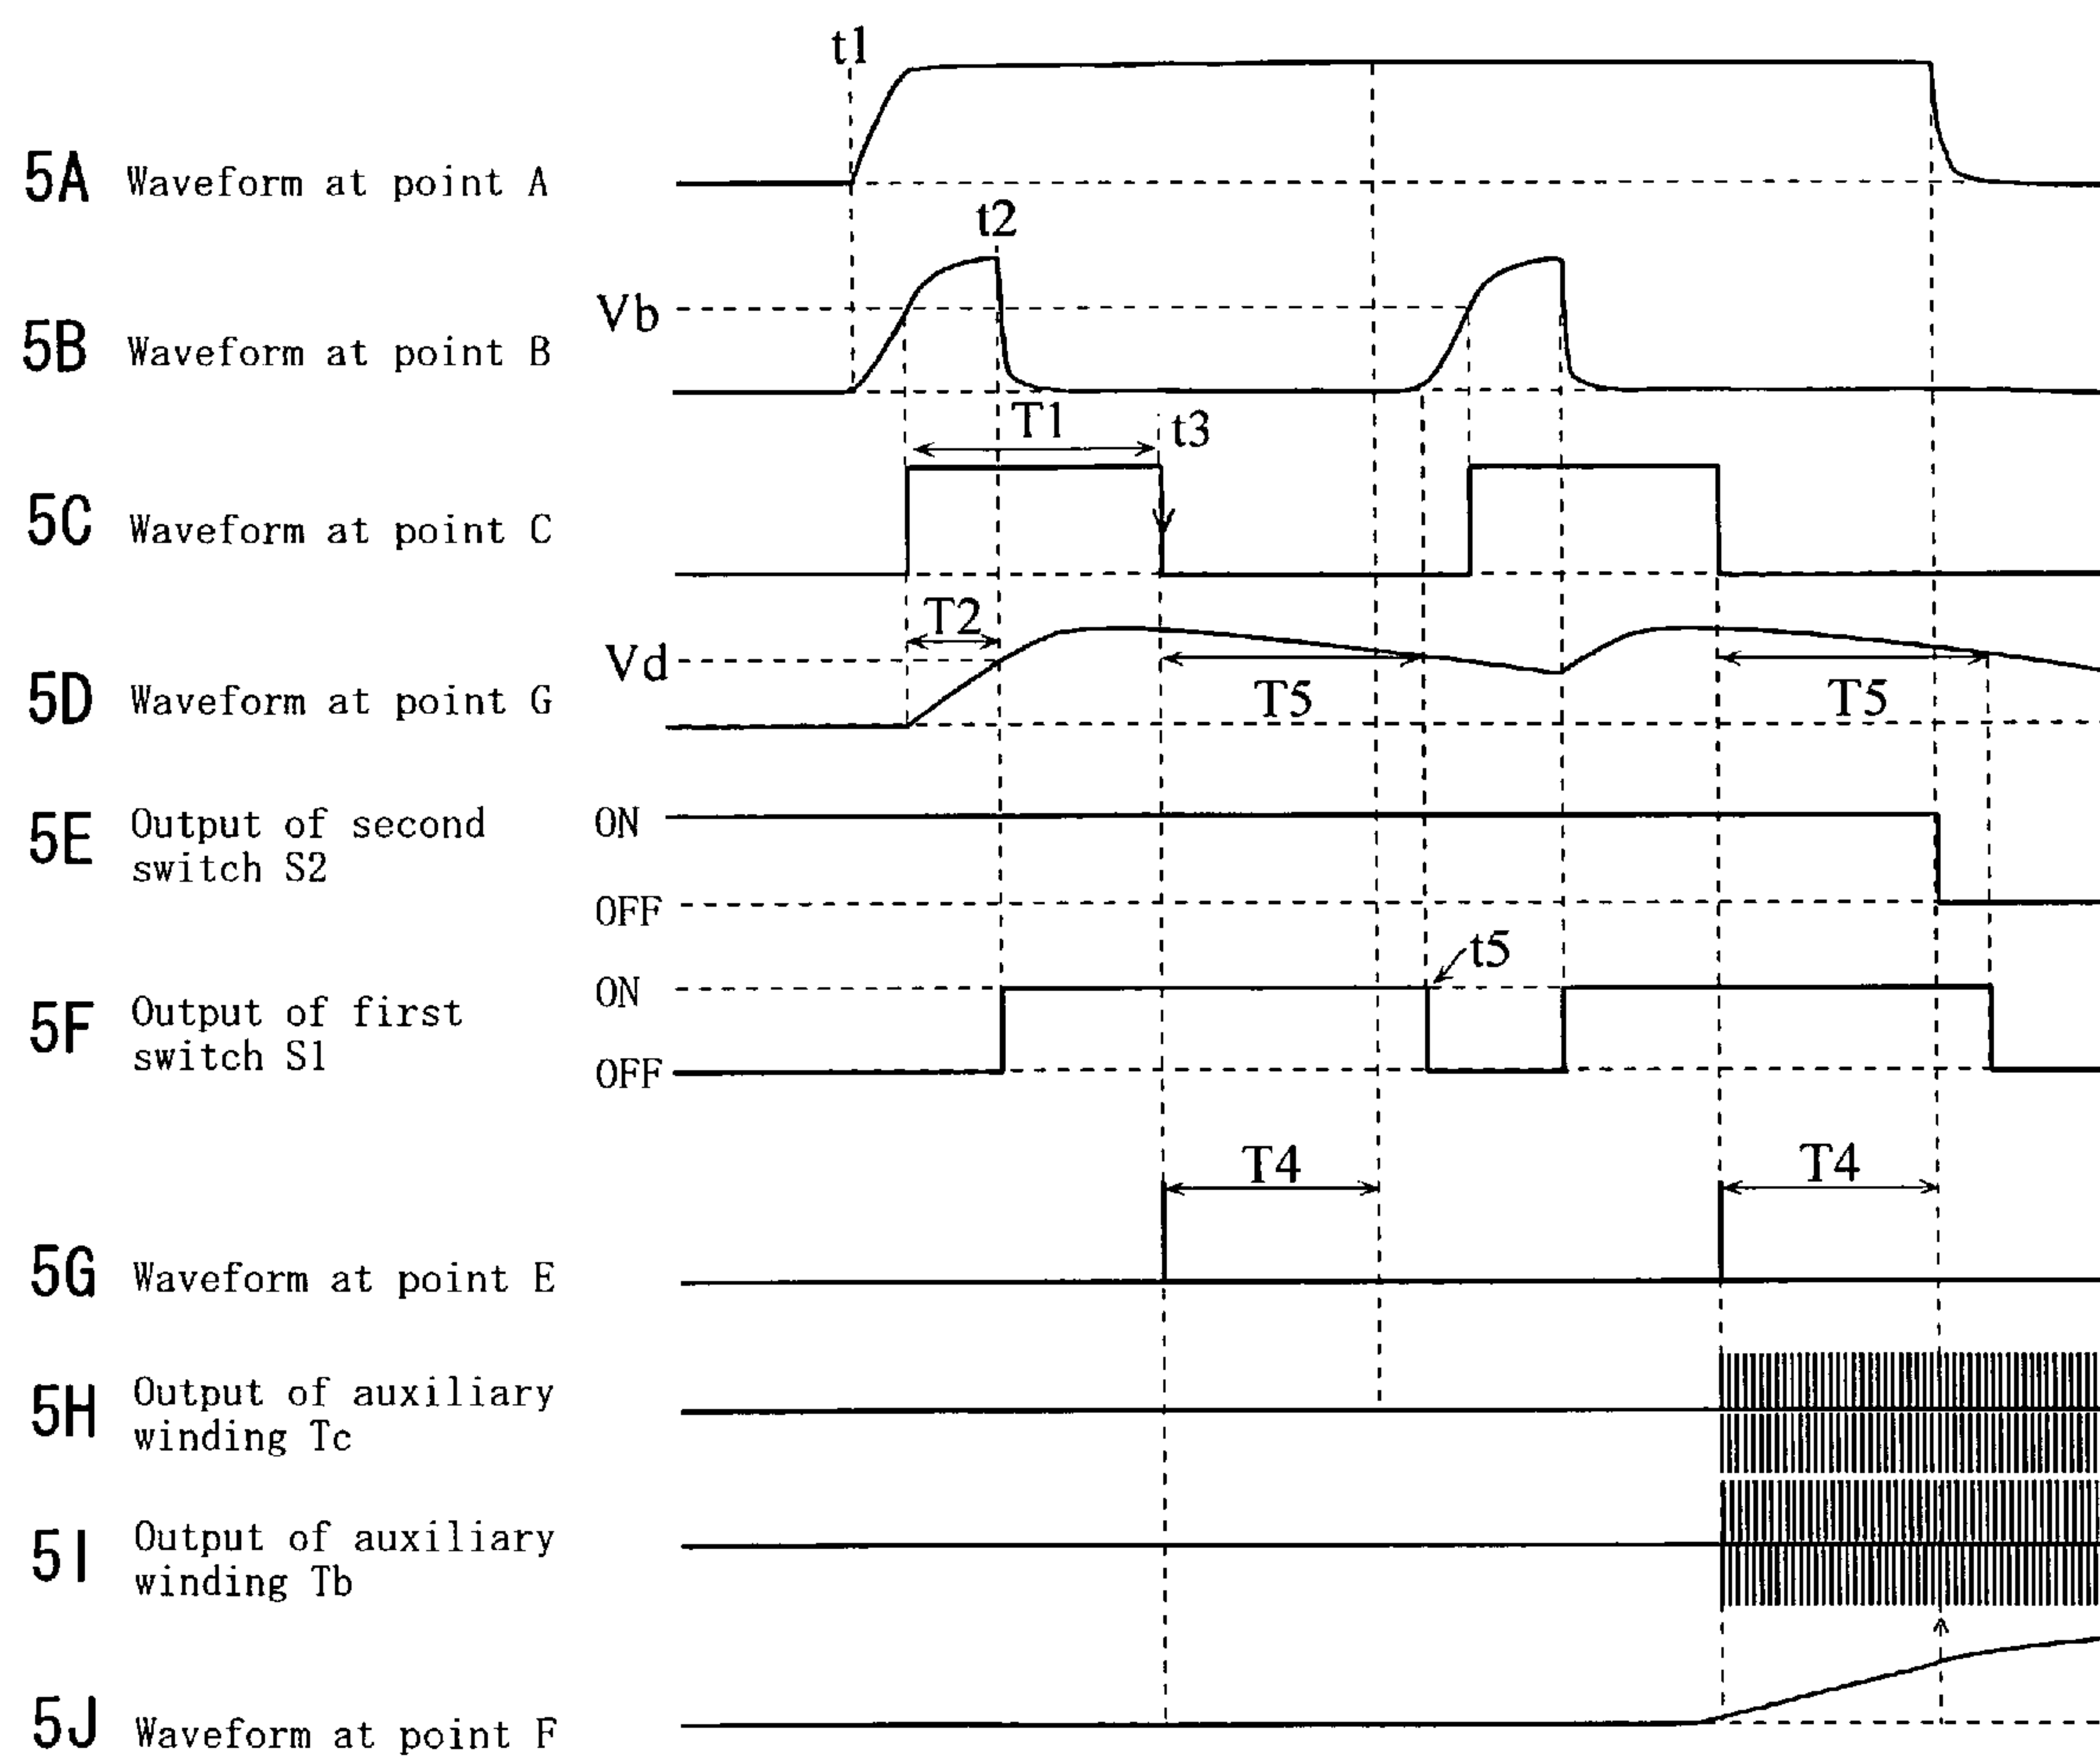 t1
5A Waveform at point A
t2
Vb
5B Waveform at point B
T1
t3
5C Waveform at point C
T2
Vd
5D Waveform at point G
T5
T5
5E Output of second
switch S2
ON
OFF
t5
5F Output of first
switch S1
ON
OFF
T4
T4
5G Waveform at point E
5H Output of auxiliary
winding Tc
5I Output of auxiliary
winding Tb
5J Waveform at point F